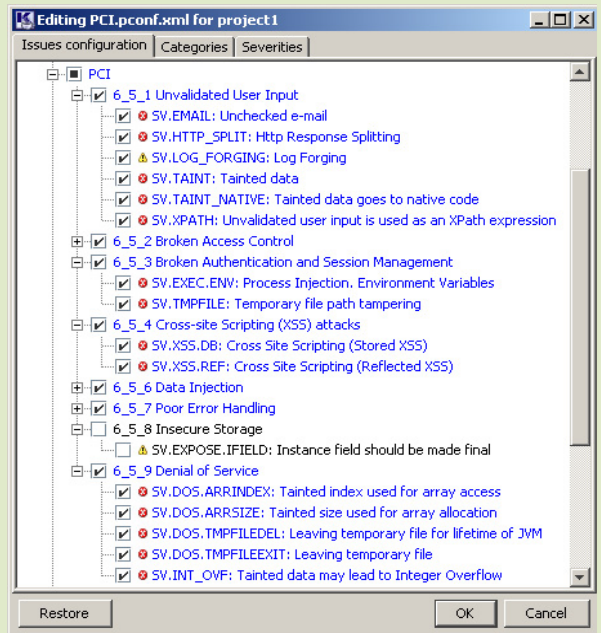 Editing PCI.pconf.xml for project1
Issues configuration Categories Severities
PCI
6_5_1 Unvalidated User Input
SV.EMAIL: Unchecked e-mail
SV.HTTP_SPLIT: Http Response Splitting
SV.LOG_FORGING: Log Forging
SV.TAINT: Tainted data
SV.TAINT_NATIVE: Tainted data goes to native code
SV.XPATH: Unvalidated user input is used as an XPath expression
6_5_2 Broken Access Control
6_5_3 Broken Authentication and Session Management
SV.EXEC.ENV: Process Injection. Environment Variables
SV.TMPFILE: Temporary file path tampering
6_5_4 Cross-site Scripting (XSS) attacks
SV.XSS.DB: Cross Site Scripting (Stored XSS)
SV.XSS.REF: Cross Site Scripting (Reflected XSS)
6_5_6 Data Injection
6_5_7 Poor Error Handling
6_5_8 Insecure Storage
SV.EXPOSE.IFIELD: Instance field should be made final
6_5_9 Denial of Service
SV.DOS.ARRINDEX: Tainted index used for array access
SV.DOS.ARRSIZE: Tainted size used for array allocation
SV.DOS.TMPFILEDEL: Leaving temporary file for lifetime of JVM
SV.DOS.TMPFILEEXIT: Leaving temporary file
SV.INT_OVF: Tainted data may lead to Integer Overflow
Restore OK Cancel